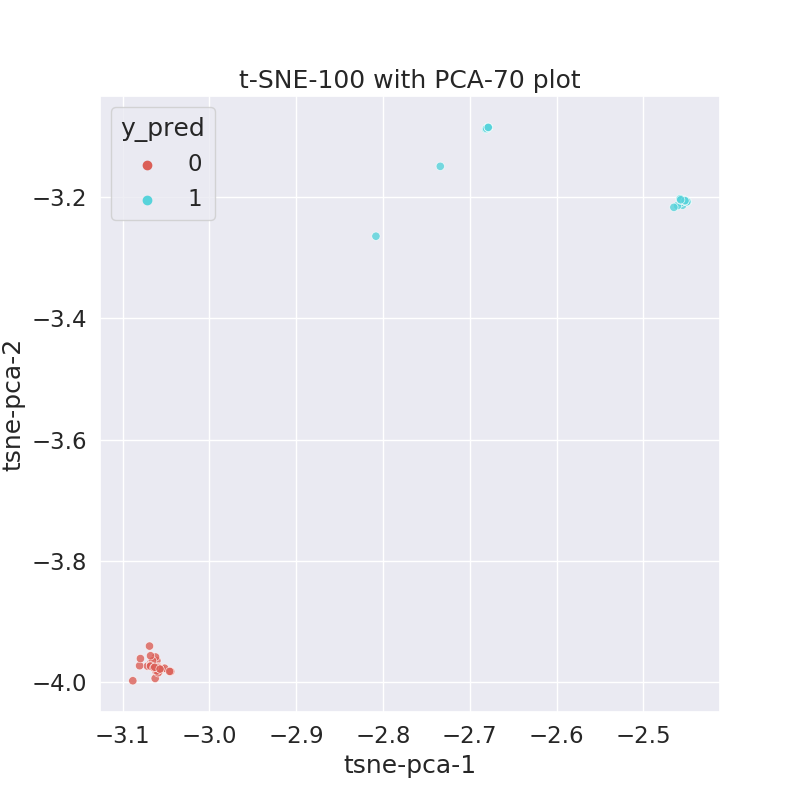 t-SNE-100 with PCA-70 plot
y_pred
0
1
−3.2
−3.4
−3.6
−3.8
−4.0
tsne-pca-2
−3.1 −3.0 −2.9 −2.8 −2.7 −2.6 −2.5
tsne-pca-1